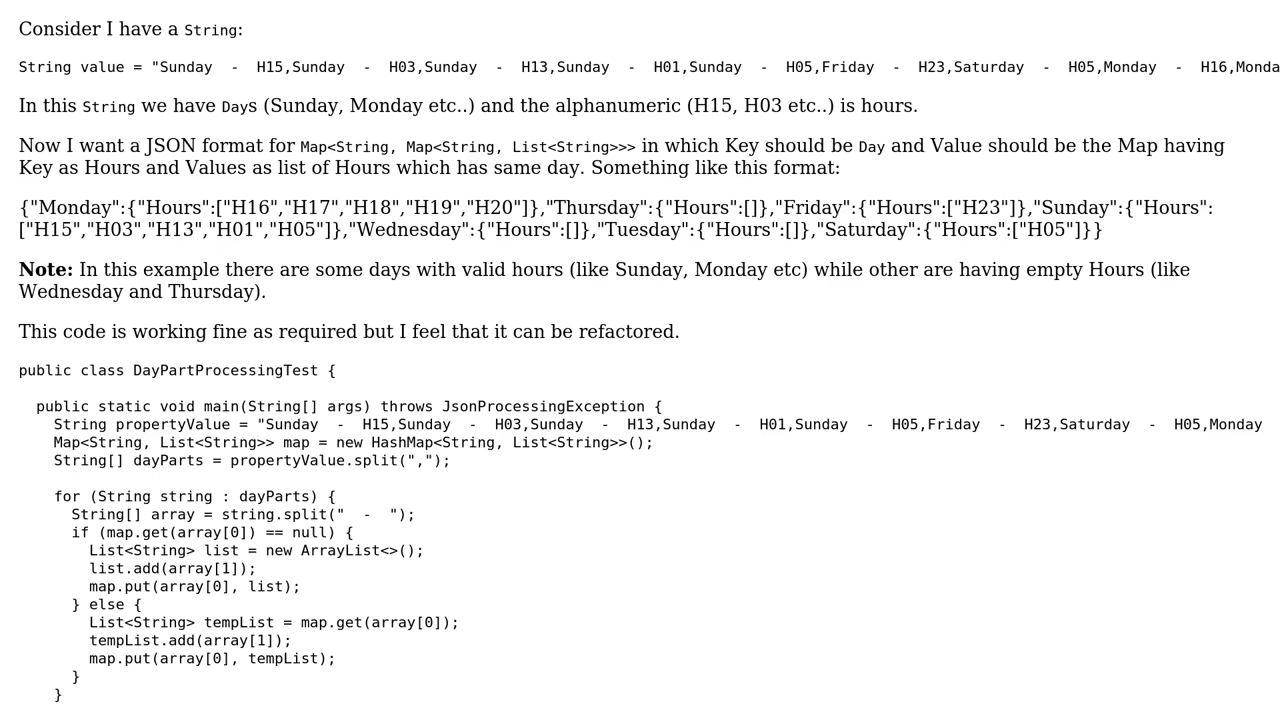 Consider I have a String:
String value = "Sunday  -  H15,Sunday  -  H03,Sunday  -  H13,Sunday  -  H01,Sunday  -  H05,Friday  -  H23,Saturday  -  H05,Monday  -  H16,Monda
In this String we have Days (Sunday, Monday etc..) and the alphanumeric (H15, H03 etc..) is hours.
Now I want a JSON format for Map<String, Map<String, List<String>>> in which Key should be Day and Value should be the Map having
Key as Hours and Values as list of Hours which has same day. Something like this format:
{"Monday":{"Hours":["H16","H17","H18","H19","H20"]},"Thursday":{"Hours":[]},"Friday":{"Hours":["H23"]},"Sunday":{"Hours":
["H15","H03","H13","H01","H05"]},"Wednesday":{"Hours":[]},"Tuesday":{"Hours":[]},"Saturday":{"Hours":["H05"]}}
Note: In this example there are some days with valid hours (like Sunday, Monday etc) while other are having empty Hours (like
Wednesday and Thursday).
This code is working fine as required but I feel that it can be refactored.
public class DayPartProcessingTest {
  public static void main(String[] args) throws JsonProcessingException {
    String propertyValue = "Sunday  -  H15,Sunday  -  H03,Sunday  -  H13,Sunday  -  H01,Sunday  -  H05,Friday  -  H23,Saturday  -  H05,Monday
    Map<String, List<String>> map = new HashMap<String, List<String>>();
    String[] dayParts = propertyValue.split(",");
    for (String string : dayParts) {
      String[] array = string.split("  -  ");
      if (map.get(array[0]) == null) {
        List<String> list = new ArrayList<>();
        list.add(array[1]);
        map.put(array[0], list);
      } else {
        List<String> tempList = map.get(array[0]);
        tempList.add(array[1]);
        map.put(array[0], tempList);
      }
    }